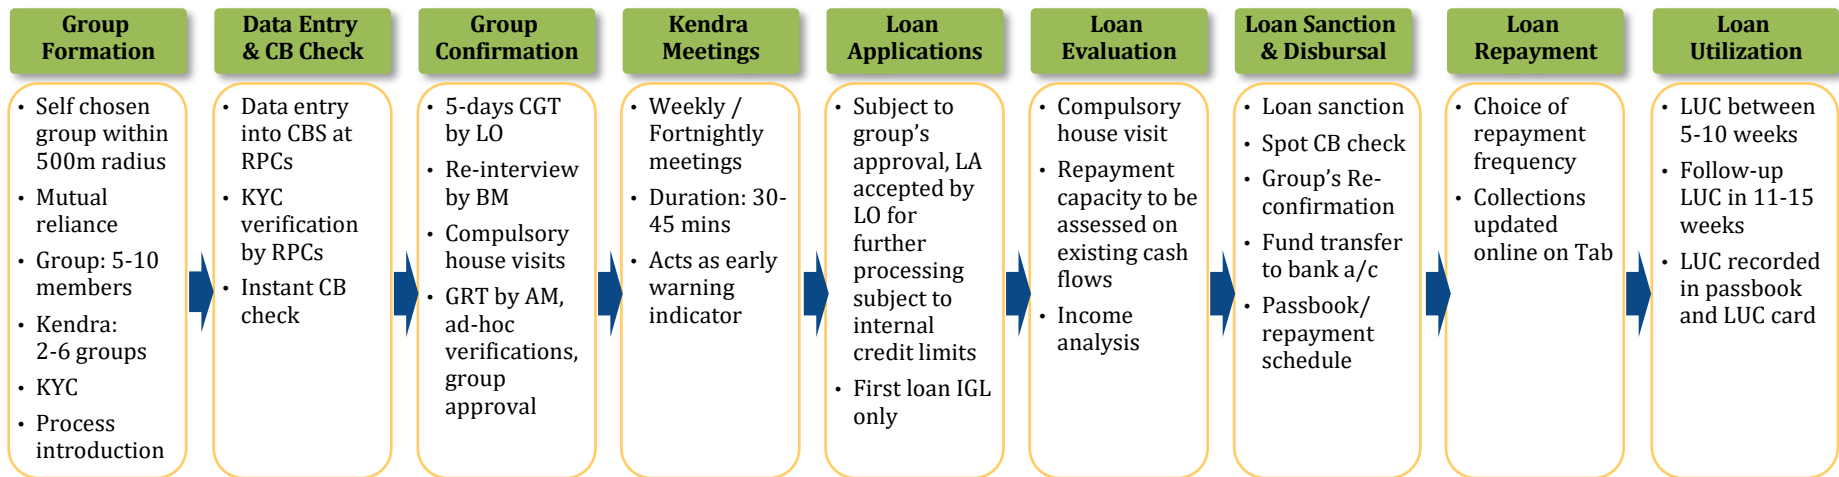 Group
Formation
• Self chosen
group within
500m radius
• Mutual
reliance
• Group: 5-10
members
• Kendra:
2-6 groups
• KYC
• Process
introduction
Data Entry
& CB Check
• Data entry
into CBS at
RPCs
• KYC
verification
by RPCs
• Instant CB
check
Group
Confirmation
• 5-days CGT
by LO
• Re-interview
by BM
• Compulsory
house visits
• GRT by AM,
ad-hoc
verifications,
group
approval
Kendra
Meetings
• Weekly /
Fortnightly
meetings
• Duration: 30-
45 mins
• Acts as early
warning
indicator
Loan
Applications
• Subject to
group's
approval, LA
accepted by
LO for
further
processing
subject to
internal
credit limits
• First loan IGL
only
Loan
Evaluation
• Compulsory
house visit
• Repayment
capacity to be
assessed on
existing cash
flows
• Income
analysis
Loan Sanction
& Disbursal
• Loan sanction
• Spot CB check
• Group's Re-
confirmation
• Fund transfer
to bank a/c
• Passbook/
repayment
schedule
Loan
Repayment
• Choice of
repayment
frequency
• Collections
updated
online on Tab
Loan
Utilization
• LUC between
5-10 weeks
• Follow-up
LUC in 11-15
weeks
• LUC recorded
in passbook
and LUC card